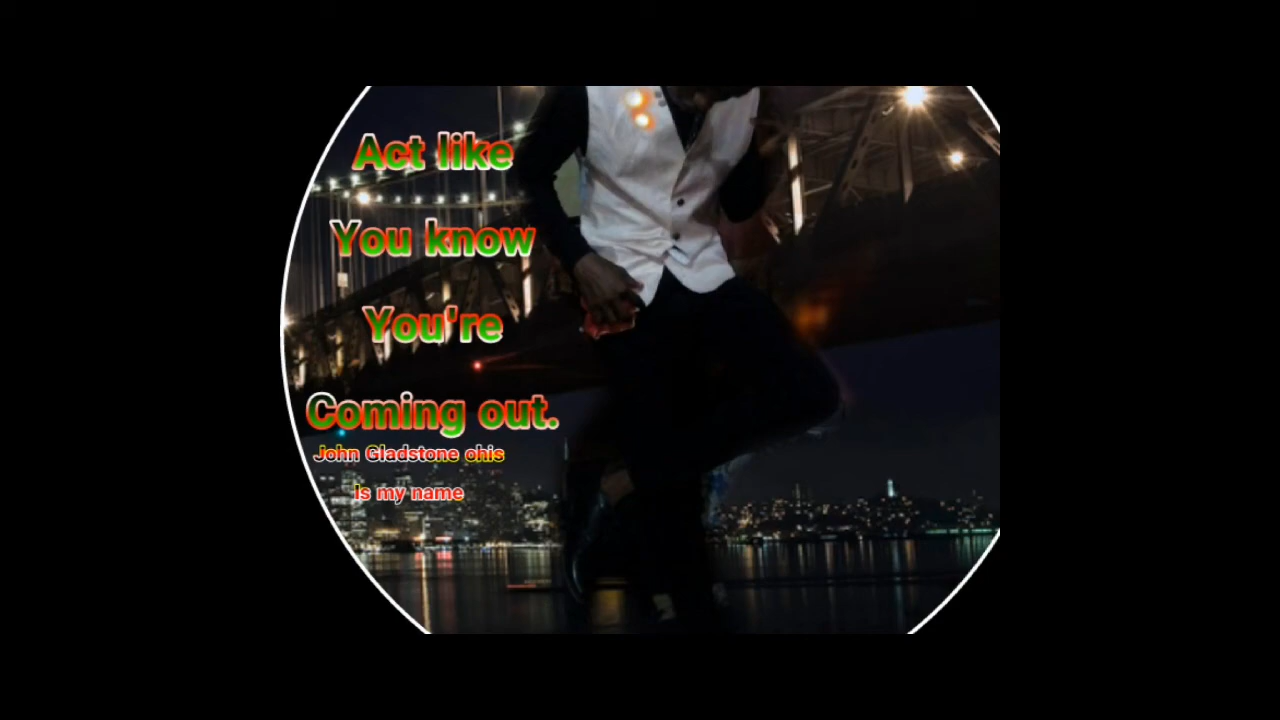 Act like
You know
You're
Coming out.
John Gladstone ohis
Is my name